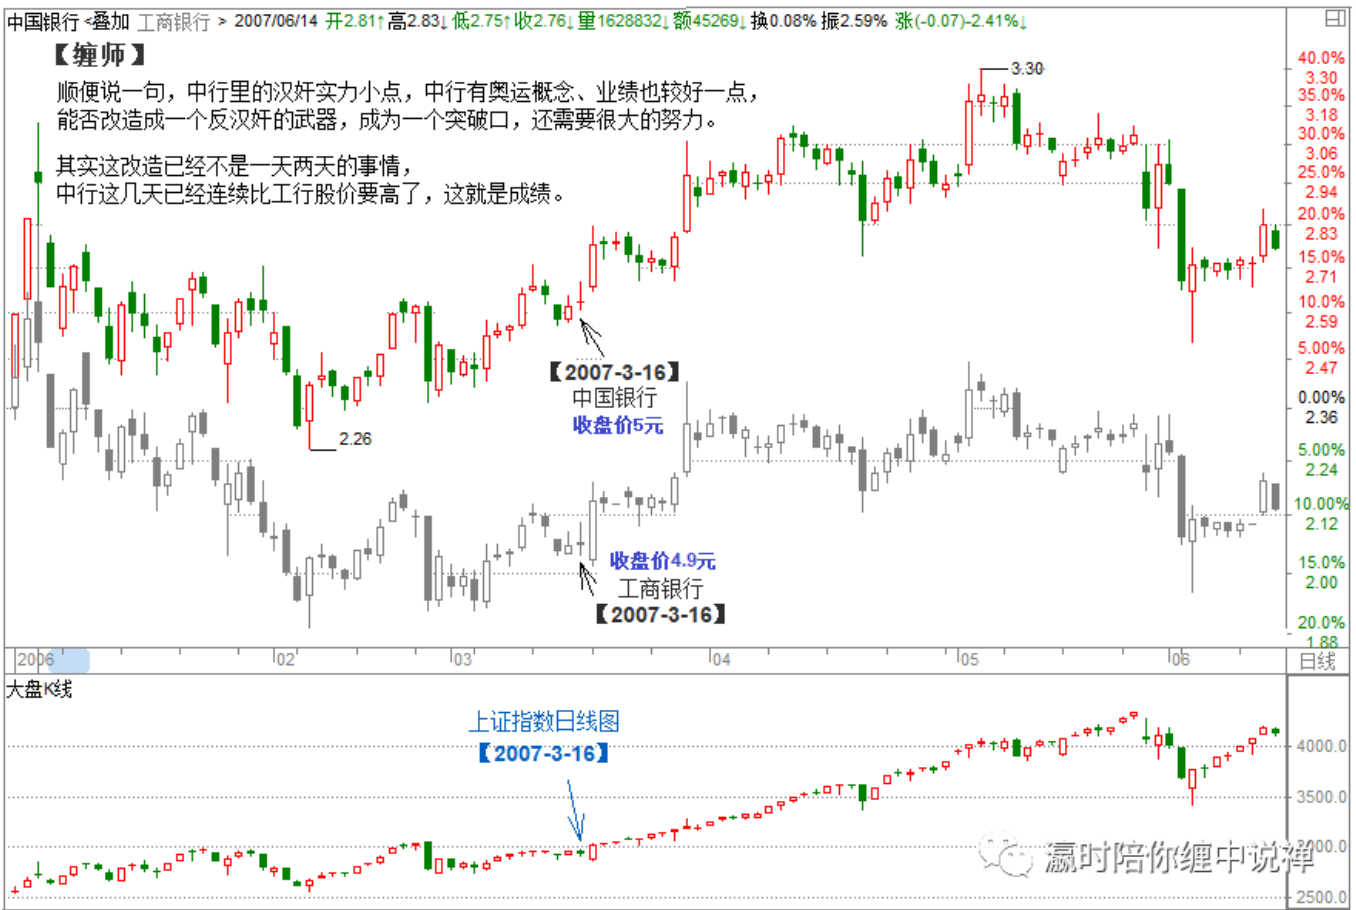 中国银行 <叠加 工商银行 > 2007/06/14 开2.81↑ 高2.83↓ 低2.75↑ 收2.76↓ 量1628832↓ 额45269↓ 换0.08% 振2.59% 涨(-0.07)-2.41%↓
【缠师】
顺便说一句，中行里的汉奸实力小点，中行有奥运概念、业绩也较好一点，
能否改造成一个反汉奸的武器，成为一个突破口，还需要很大的努力。
其实这改造已经不是一天两天的事情，
中行这几天已经连续比工行股价要高了，这就是成绩。
3.30
2.26
【2007-3-16】
中国银行
收盘价5元
收盘价4.9元
工商银行
【2007-3-16】
40.0%
3.30
35.0%
3.18
30.0%
3.06
25.0%
2.94
20.0%
2.83
15.0%
2.71
10.0%
2.59
5.00%
2.47
0.00%
2.36
5.00%
2.24
10.00%
2.12
15.0%
2.00
20.0%
1.88
2006 02 03 04 05 06 日线
大盘K线
上证指数日线图
【2007-3-16】
4000.0
3500.0
3000.0
2500.0
瀛时陪你缠中说禅